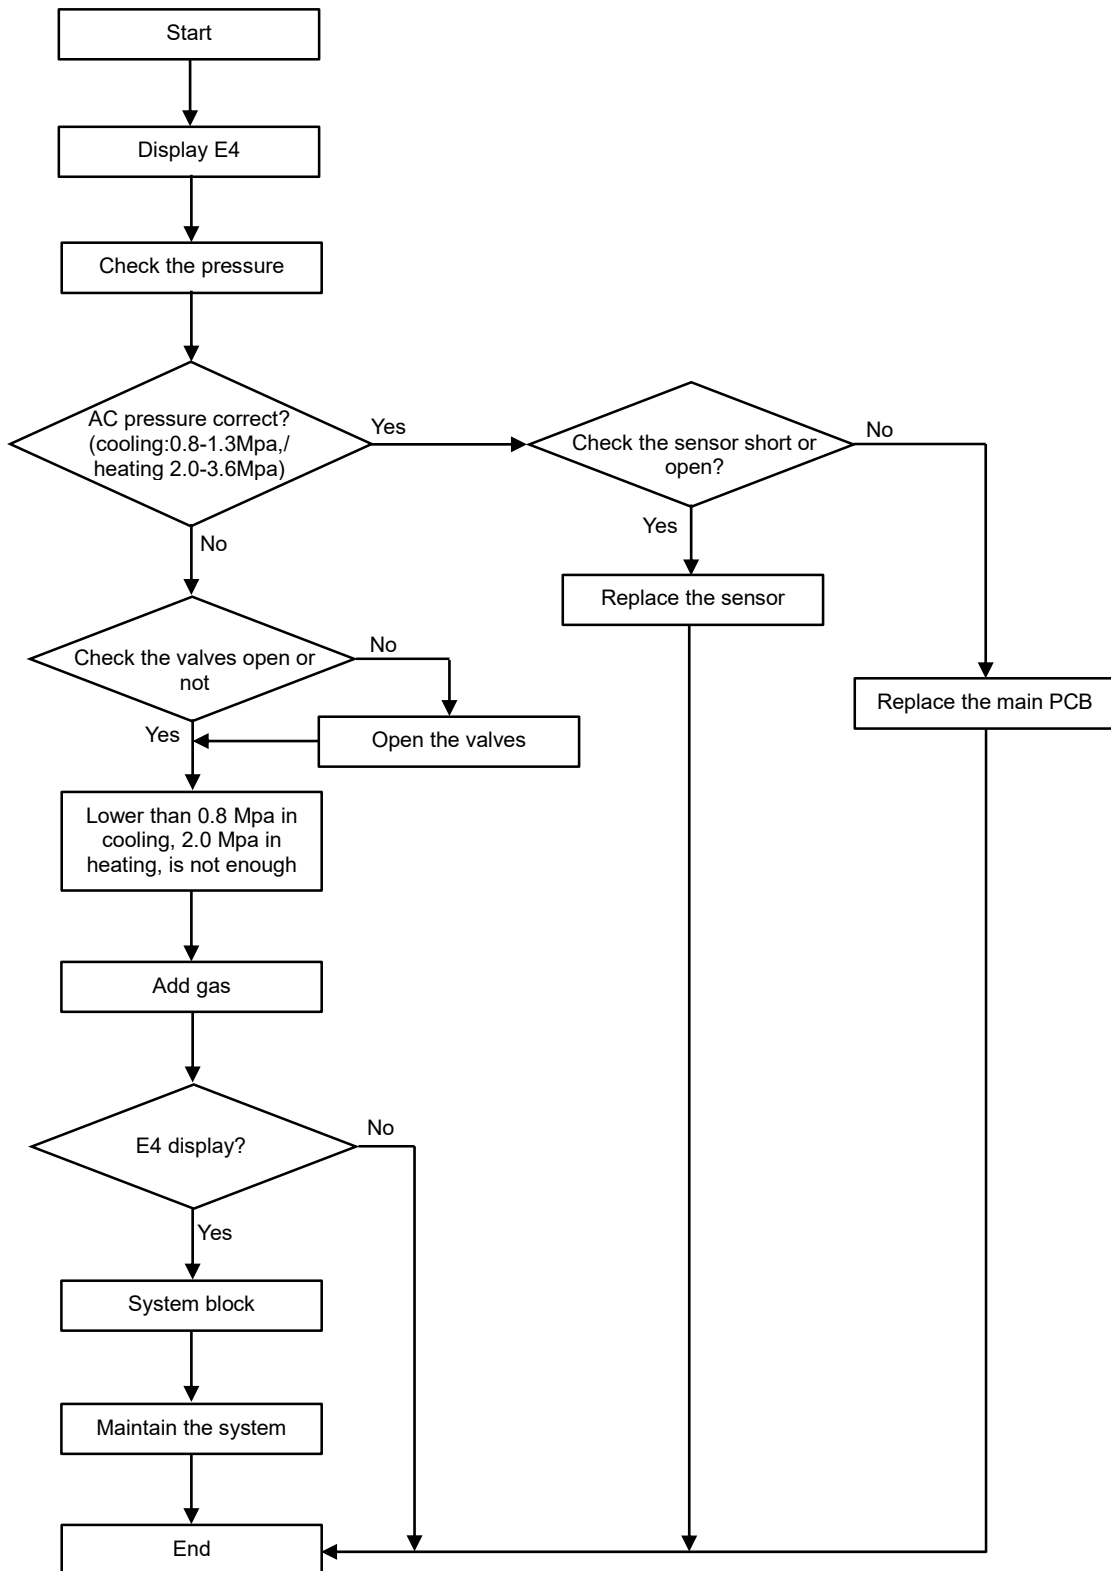 Start
Display E4
Check the pressure
AC pressure correct?
(cooling:0.8-1.3Mpa,/
heating 2.0-3.6Mpa)
Yes
Check the sensor short or
open?
No
No
Yes
Replace the sensor
Check the valves open or
not
No
Replace the main PCB
Yes
Open the valves
Lower than 0.8 Mpa in
cooling, 2.0 Mpa in
heating, is not enough
Add gas
E4 display?
No
Yes
System block
Maintain the system
End